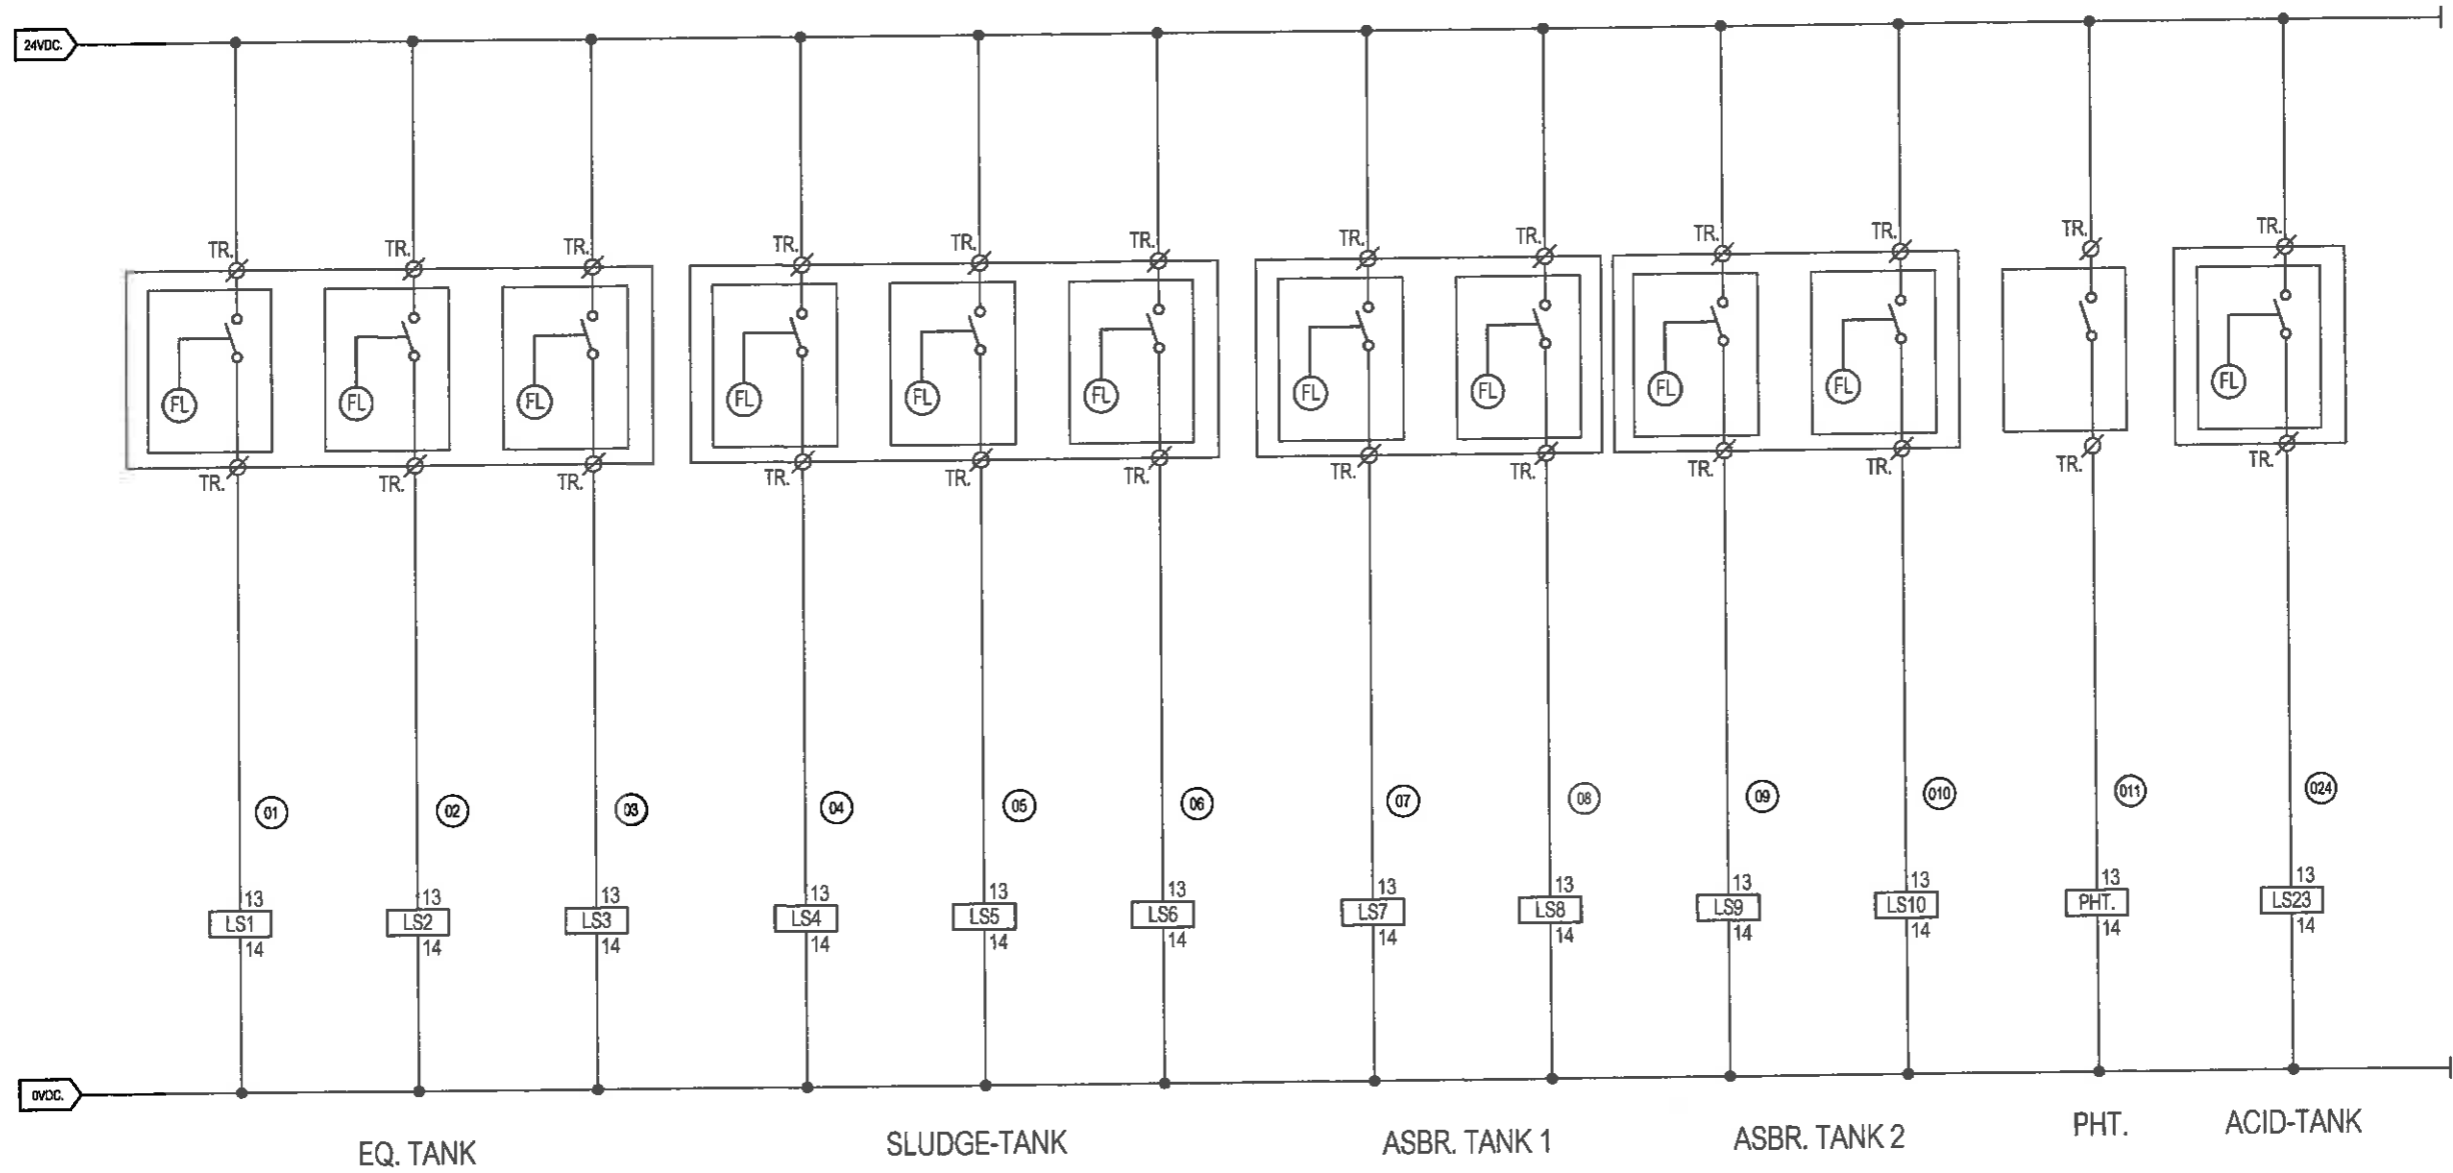 24VDC.
TR. TR. TR. TR. TR. TR. TR. TR. TR. TR. TR. TR.
FL FL FL FL FL FL FL FL FL FL FL
TR. TR. TR. TR. TR. TR. TR. TR. TR. TR. TR. TR.
01 02 03 04 05 06 07 08 09 010 011 024
13 13 13 13 13 13 13 13 13 13 13 13
LS1 LS2 LS3 LS4 LS5 LS6 LS7 LS8 LS9 LS10 PHT. LS23
14 14 14 14 14 14 14 14 14 14 14 14
0VDC.
EQ. TANK SLUDGE-TANK ASBR. TANK 1 ASBR. TANK 2 PHT. ACID-TANK